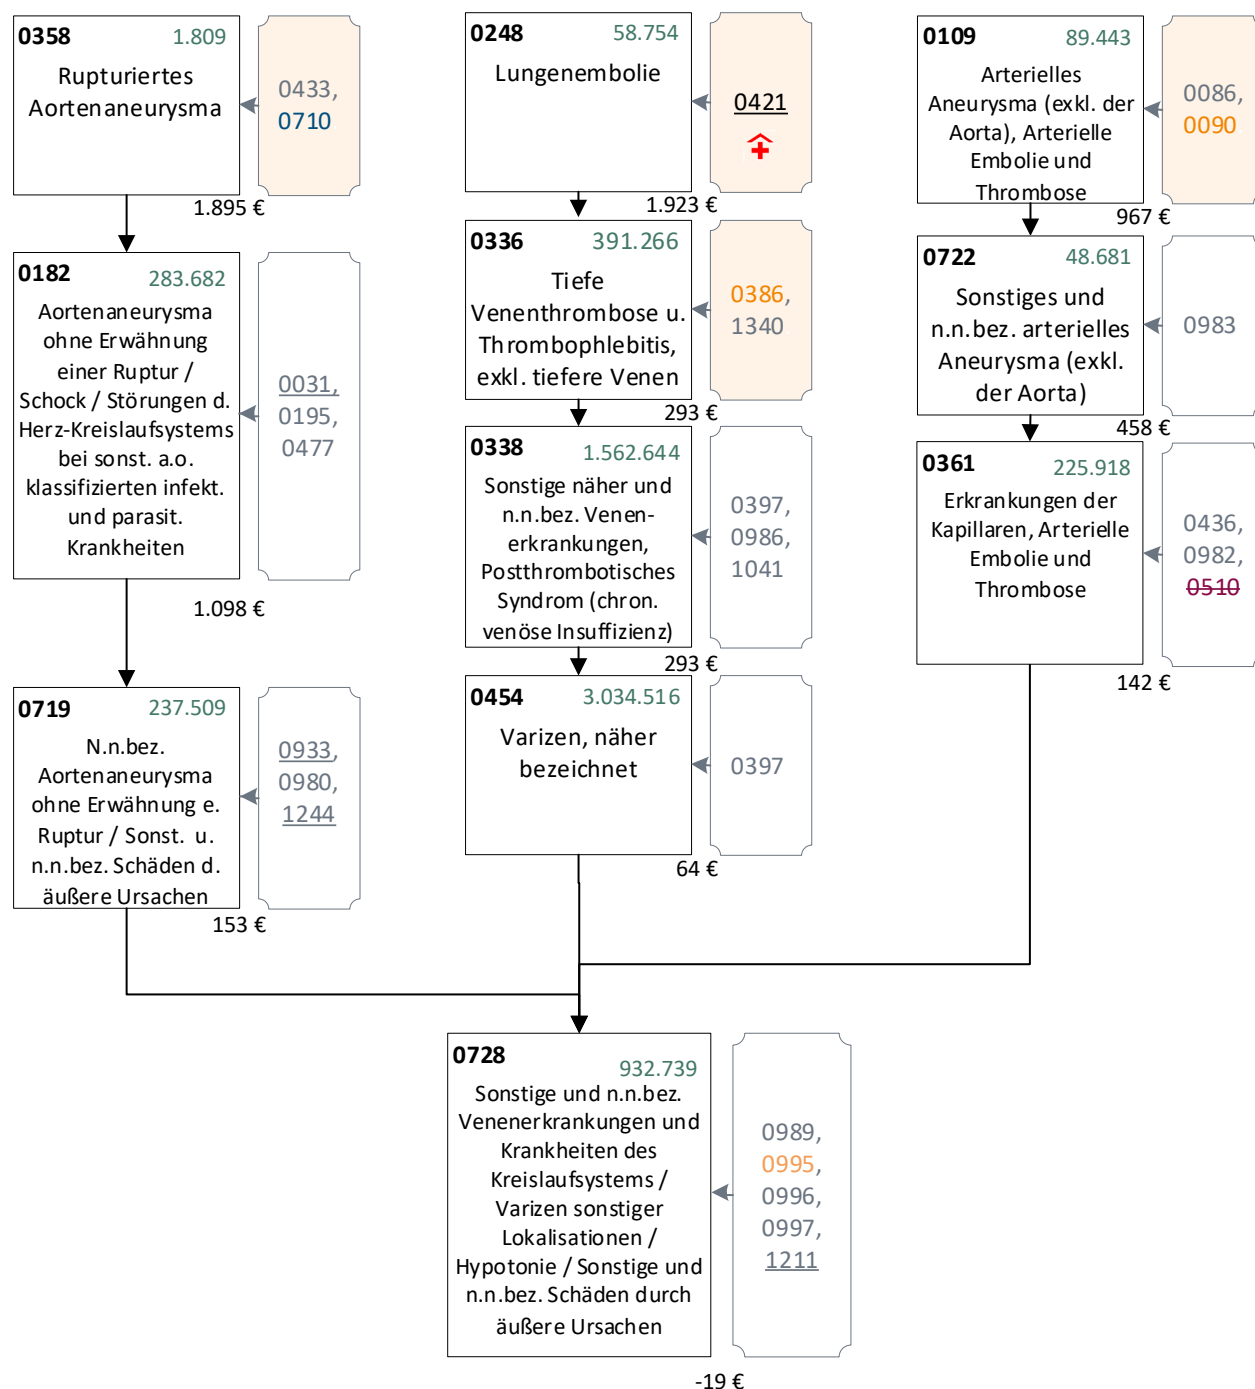 0358 1.809
Rupturiertes
Aortenaneurysma
0433,
0710
1.895 €
0182
283.682
Aortenaneurysma
ohne Erwähnung
einer Ruptur /
Schock / Störungen d.
Herz-Kreislaufsystems
bei sonst. a.o.
klassifizierten infekt.
und parasit.
Krankheiten
0031,
0195,
0477
1.098 €
0719 237.509
N.n.bez.
Aortenaneurysma
ohne Erwähnung e.
Ruptur / Sonst. u.
n.n.bez. Schäden d.
äußere Ursachen
0933,
0980,
1244
153 €
0248 58.754
Lungenembolie
0421
1.923 €
0336 391.266
Tiefe
Venenthrombose u.
Thrombophlebitis,
exkl. tiefere Venen
0386,
1340
293 €
0338 1.562.644
Sonstige näher und
n.n.bez. Venen-
erkrankungen,
Postthrombotisches
Syndrom (chron.
venöse Insuffizienz)
0397,
0986,
1041
293 €
0454 3.034.516
Varizen, näher
bezeichnet
0397
64 €
0109 89.443
Arterielles
Aneurysma (exkl. der
Aorta), Arterielle
Embolie und
Thrombose
0086,
0090
967 €
0722 48.681
Sonstiges und
n.n.bez. arterielles
Aneurysma (exkl.
der Aorta)
0983
458 €
0361 225.918
Erkrankungen der
Kapillaren, Arterielle
Embolie und
Thrombose
0436,
0982,
0510
142 €
0728
932.739
Sonstige und n.n.bez.
Venenerkrankungen und
Krankheiten des
Kreislaufsystems /
Varizen sonstiger
Lokalisationen /
Hypotonie / Sonstige und
n.n.bez. Schäden durch
äußere Ursachen
0989,
0995,
0996,
0997,
1211
-19 €